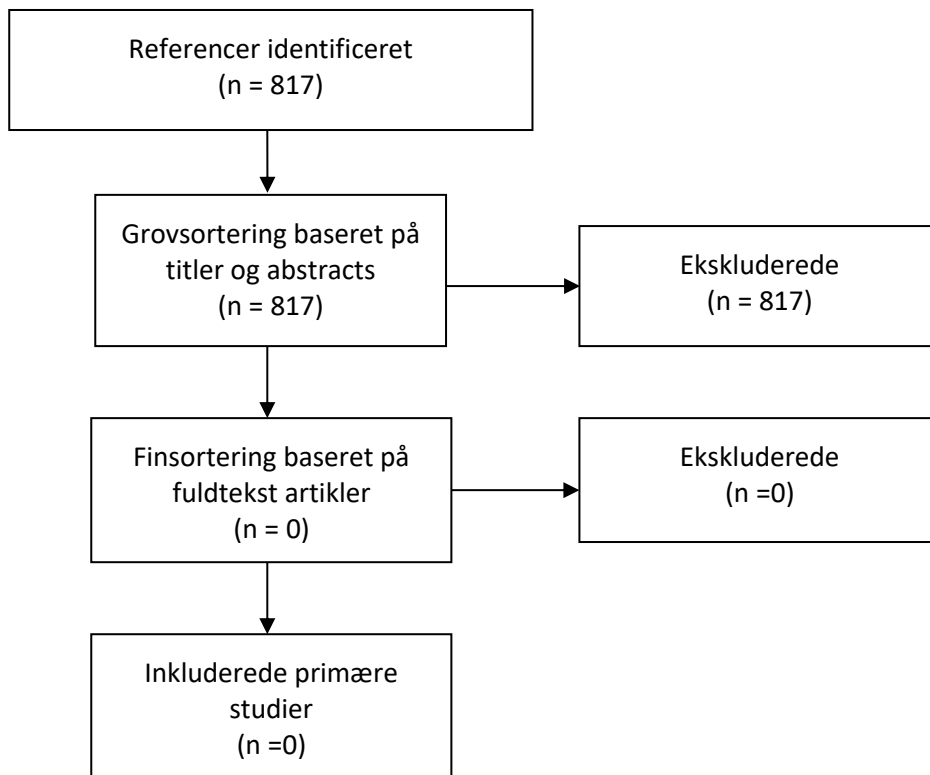 Referencer identificeret
(n = 817)
Grovsortering baseret på
titler og abstracts
(n = 817)
Ekskluderede
(n = 817)
Finsortering baseret på
fuldtekst artikler
(n = 0)
Ekskluderede
(n =0)
Inkluderede primære
studier
(n =0)